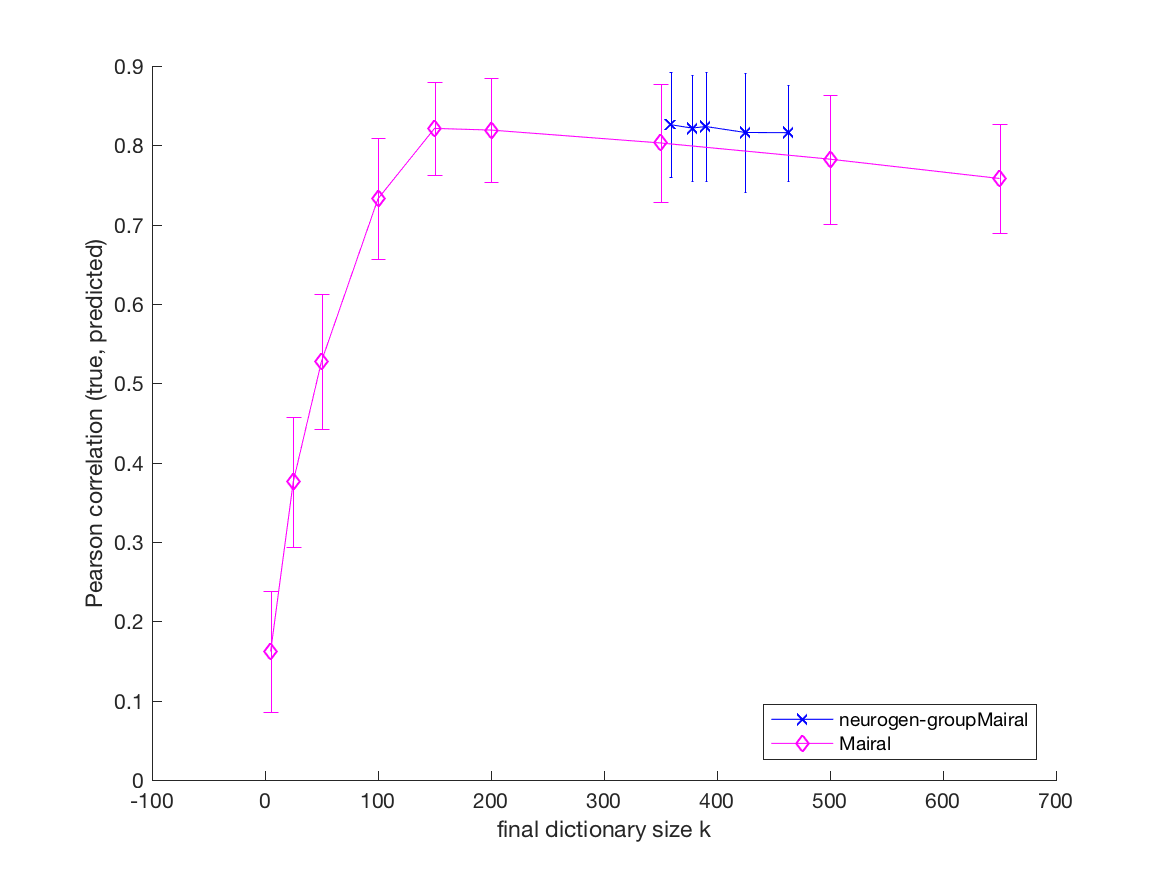 0.9
0.8
0.7
0.6
0.5
0.4
0.3
0.2
0.1
0
Pearson correlation (true, predicted)
neurogen-groupMairal
Mairal
-100 0 100 200 300 400 500 600 700
final dictionary size k